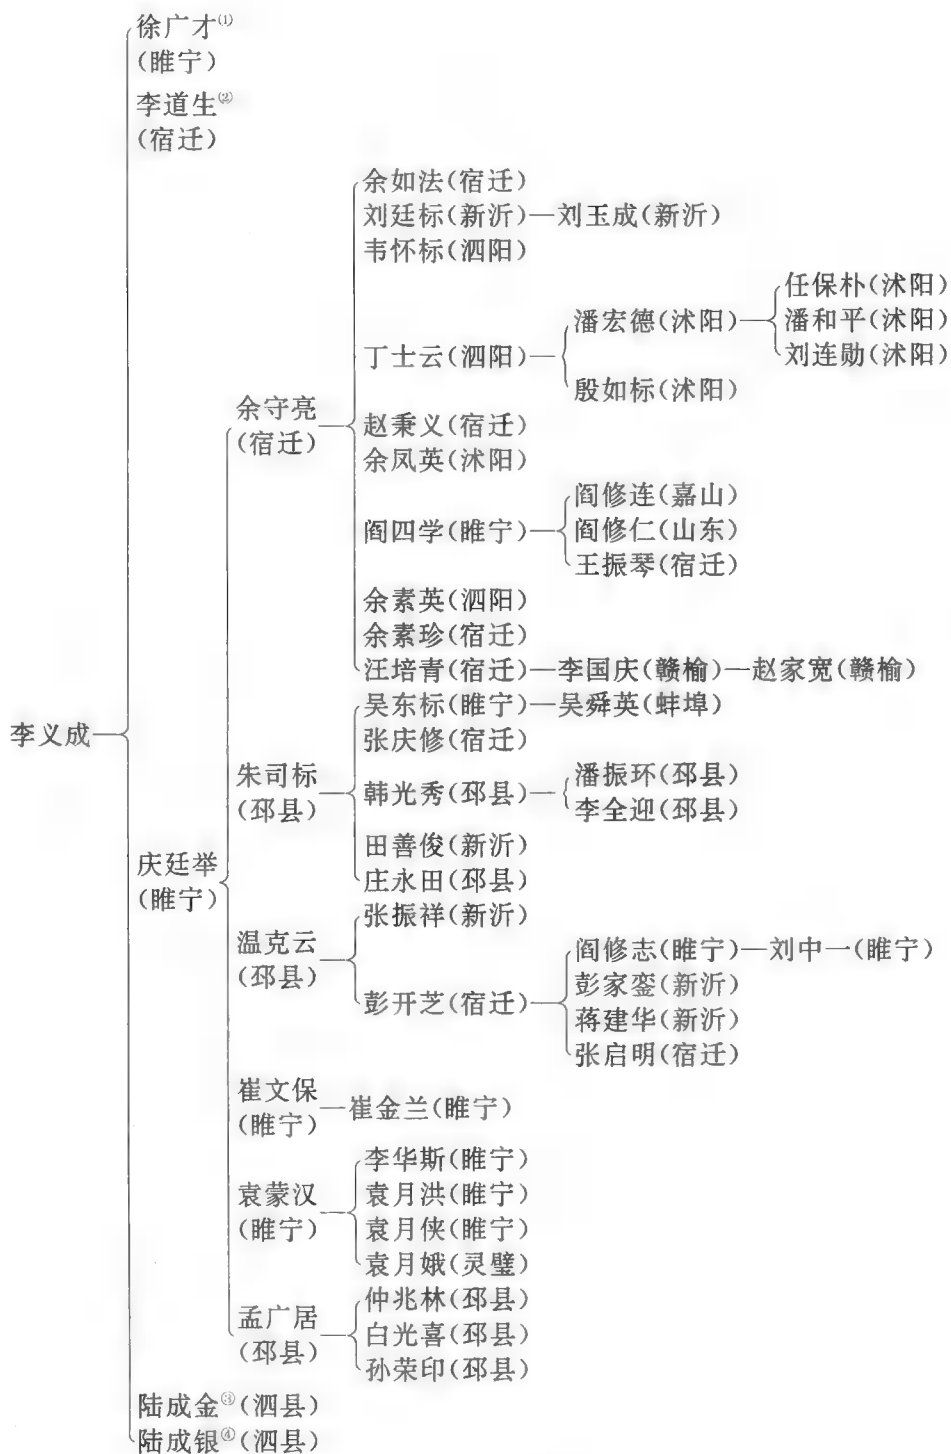 徐广才⑴
(睢宁)
李道生⑵
(宿迁)
余如法(宿迁)
刘廷标(新沂)—刘玉成(新沂)
韦怀标(泗阳)
任保朴(沭阳)
潘宏德(沭阳)
潘和平(沭阳)
刘连勋(沭阳)
丁士云(泗阳)
殷如标(沭阳)
余守亮
(宿迁)
赵秉义(宿迁)
余凤英(沭阳)
阎修连(嘉山)
阎四学(睢宁)
阎修仁(山东)
王振琴(宿迁)
余素英(泗阳)
余素珍(宿迁)
汪培青(宿迁)—李国庆(赣榆)—赵家宽(赣榆)
李义成
吴东标(睢宁)—吴舜英(蚌埠)
张庆修(宿迁)
朱司标
(邳县)
韩光秀(邳县)
潘振环(邳县)
李全迎(邳县)
田善俊(新沂)
庄永田(邳县)
庆廷举
(睢宁)
张振祥(新沂)
温克云
(邳县)
阎修志(睢宁)—刘中一(睢宁)
彭家銮(新沂)
彭开芝(宿迁)
蒋建华(新沂)
张启明(宿迁)
崔文保
(睢宁)
崔金兰(睢宁)
李华斯(睢宁)
袁蒙汉
(睢宁)
袁月洪(睢宁)
袁月侠(睢宁)
袁月娥(灵璧)
孟广居
(邳县)
仲兆林(邳县)
白光喜(邳县)
孙荣印(邳县)
陆成金③(泗县)
陆成银④(泗县)